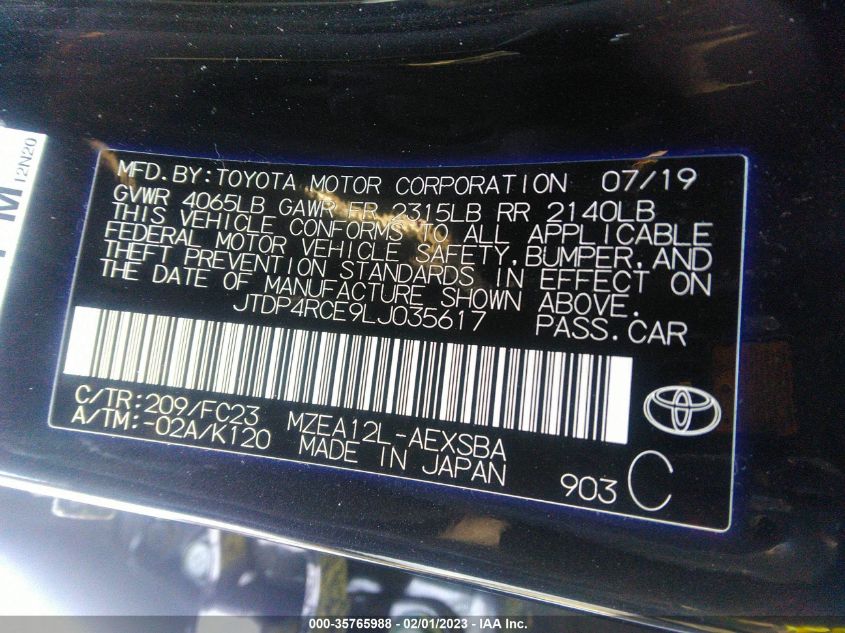 12N20
PM
MFD.BY:TOYOTA MOTOR CORPORATION 07/19
GVWR 4065LB GAWR FR 2315LB RR 2140LB
THIS VEHICLE CONFORMS TO ALL APPLICABLE
FEDERAL MOTOR VEHICLE SAFETY,BUMPER,AND
THEFT PREVENTION STANDARDS IN EFFECT ON
THE DATE OF MANUFACTURE SHOWN ABOVE.
JTDP4RCE9LJ035617 PASS.CAR
C/TR:209/FC23 MZEA12L-AEXSBA
A/TM:-02A/K120 MADE IN JAPAN
903 C
000-35765988 - 02/01/2023 - IAA Inc.